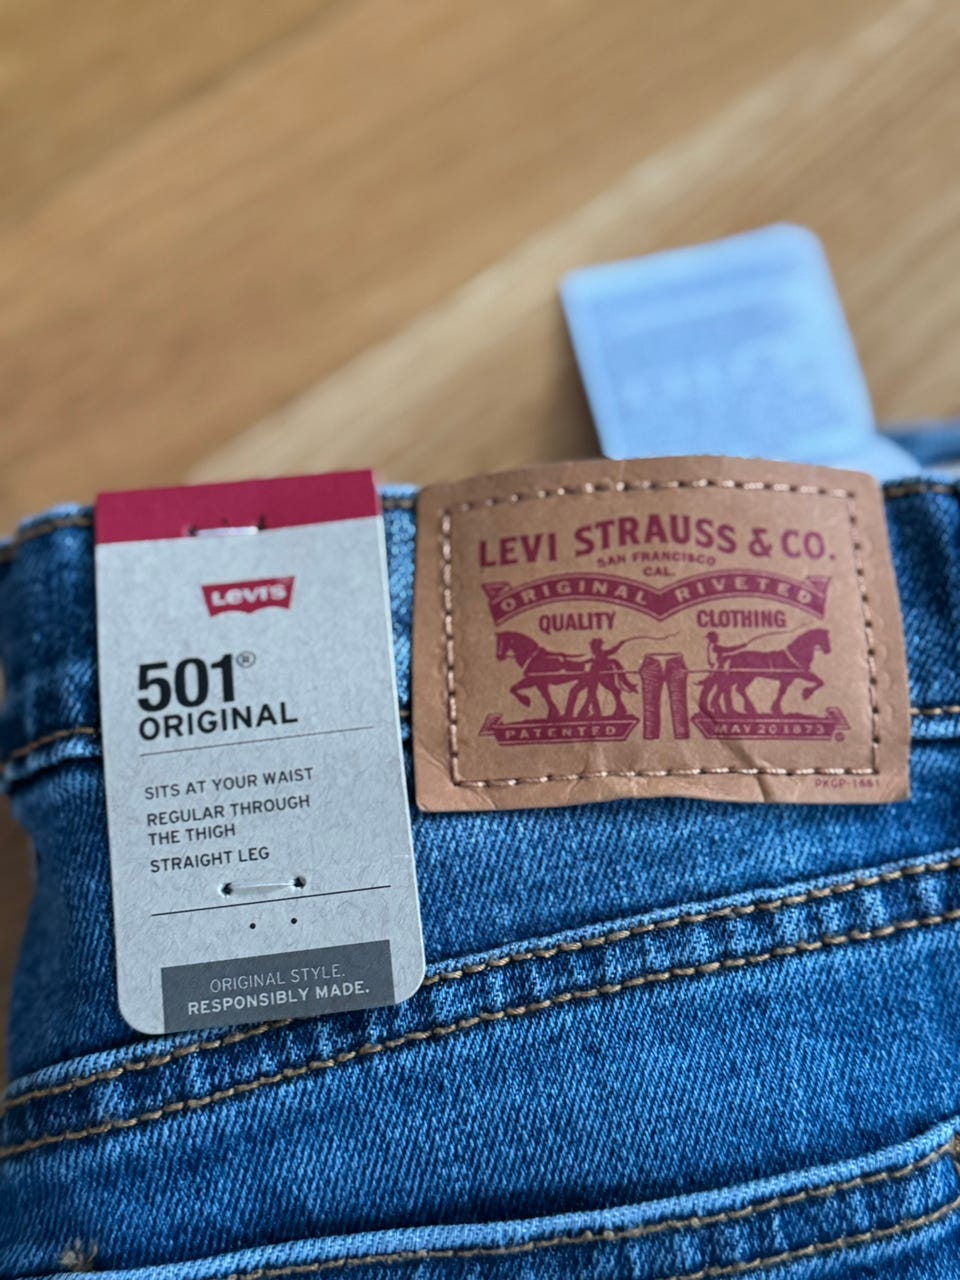 Levi's
501®
ORIGINAL
SITS AT YOUR WAIST
REGULAR THROUGH
THE THIGH
STRAIGHT LEG
ORIGINAL STYLE.
RESPONSIBLY MADE.
LEVI STRAUSS & CO.
SAN FRANCISCO
CAL.
ORIGINAL RIVETED
QUALITY CLOTHING
PATENTED MAY 20 1873 ®